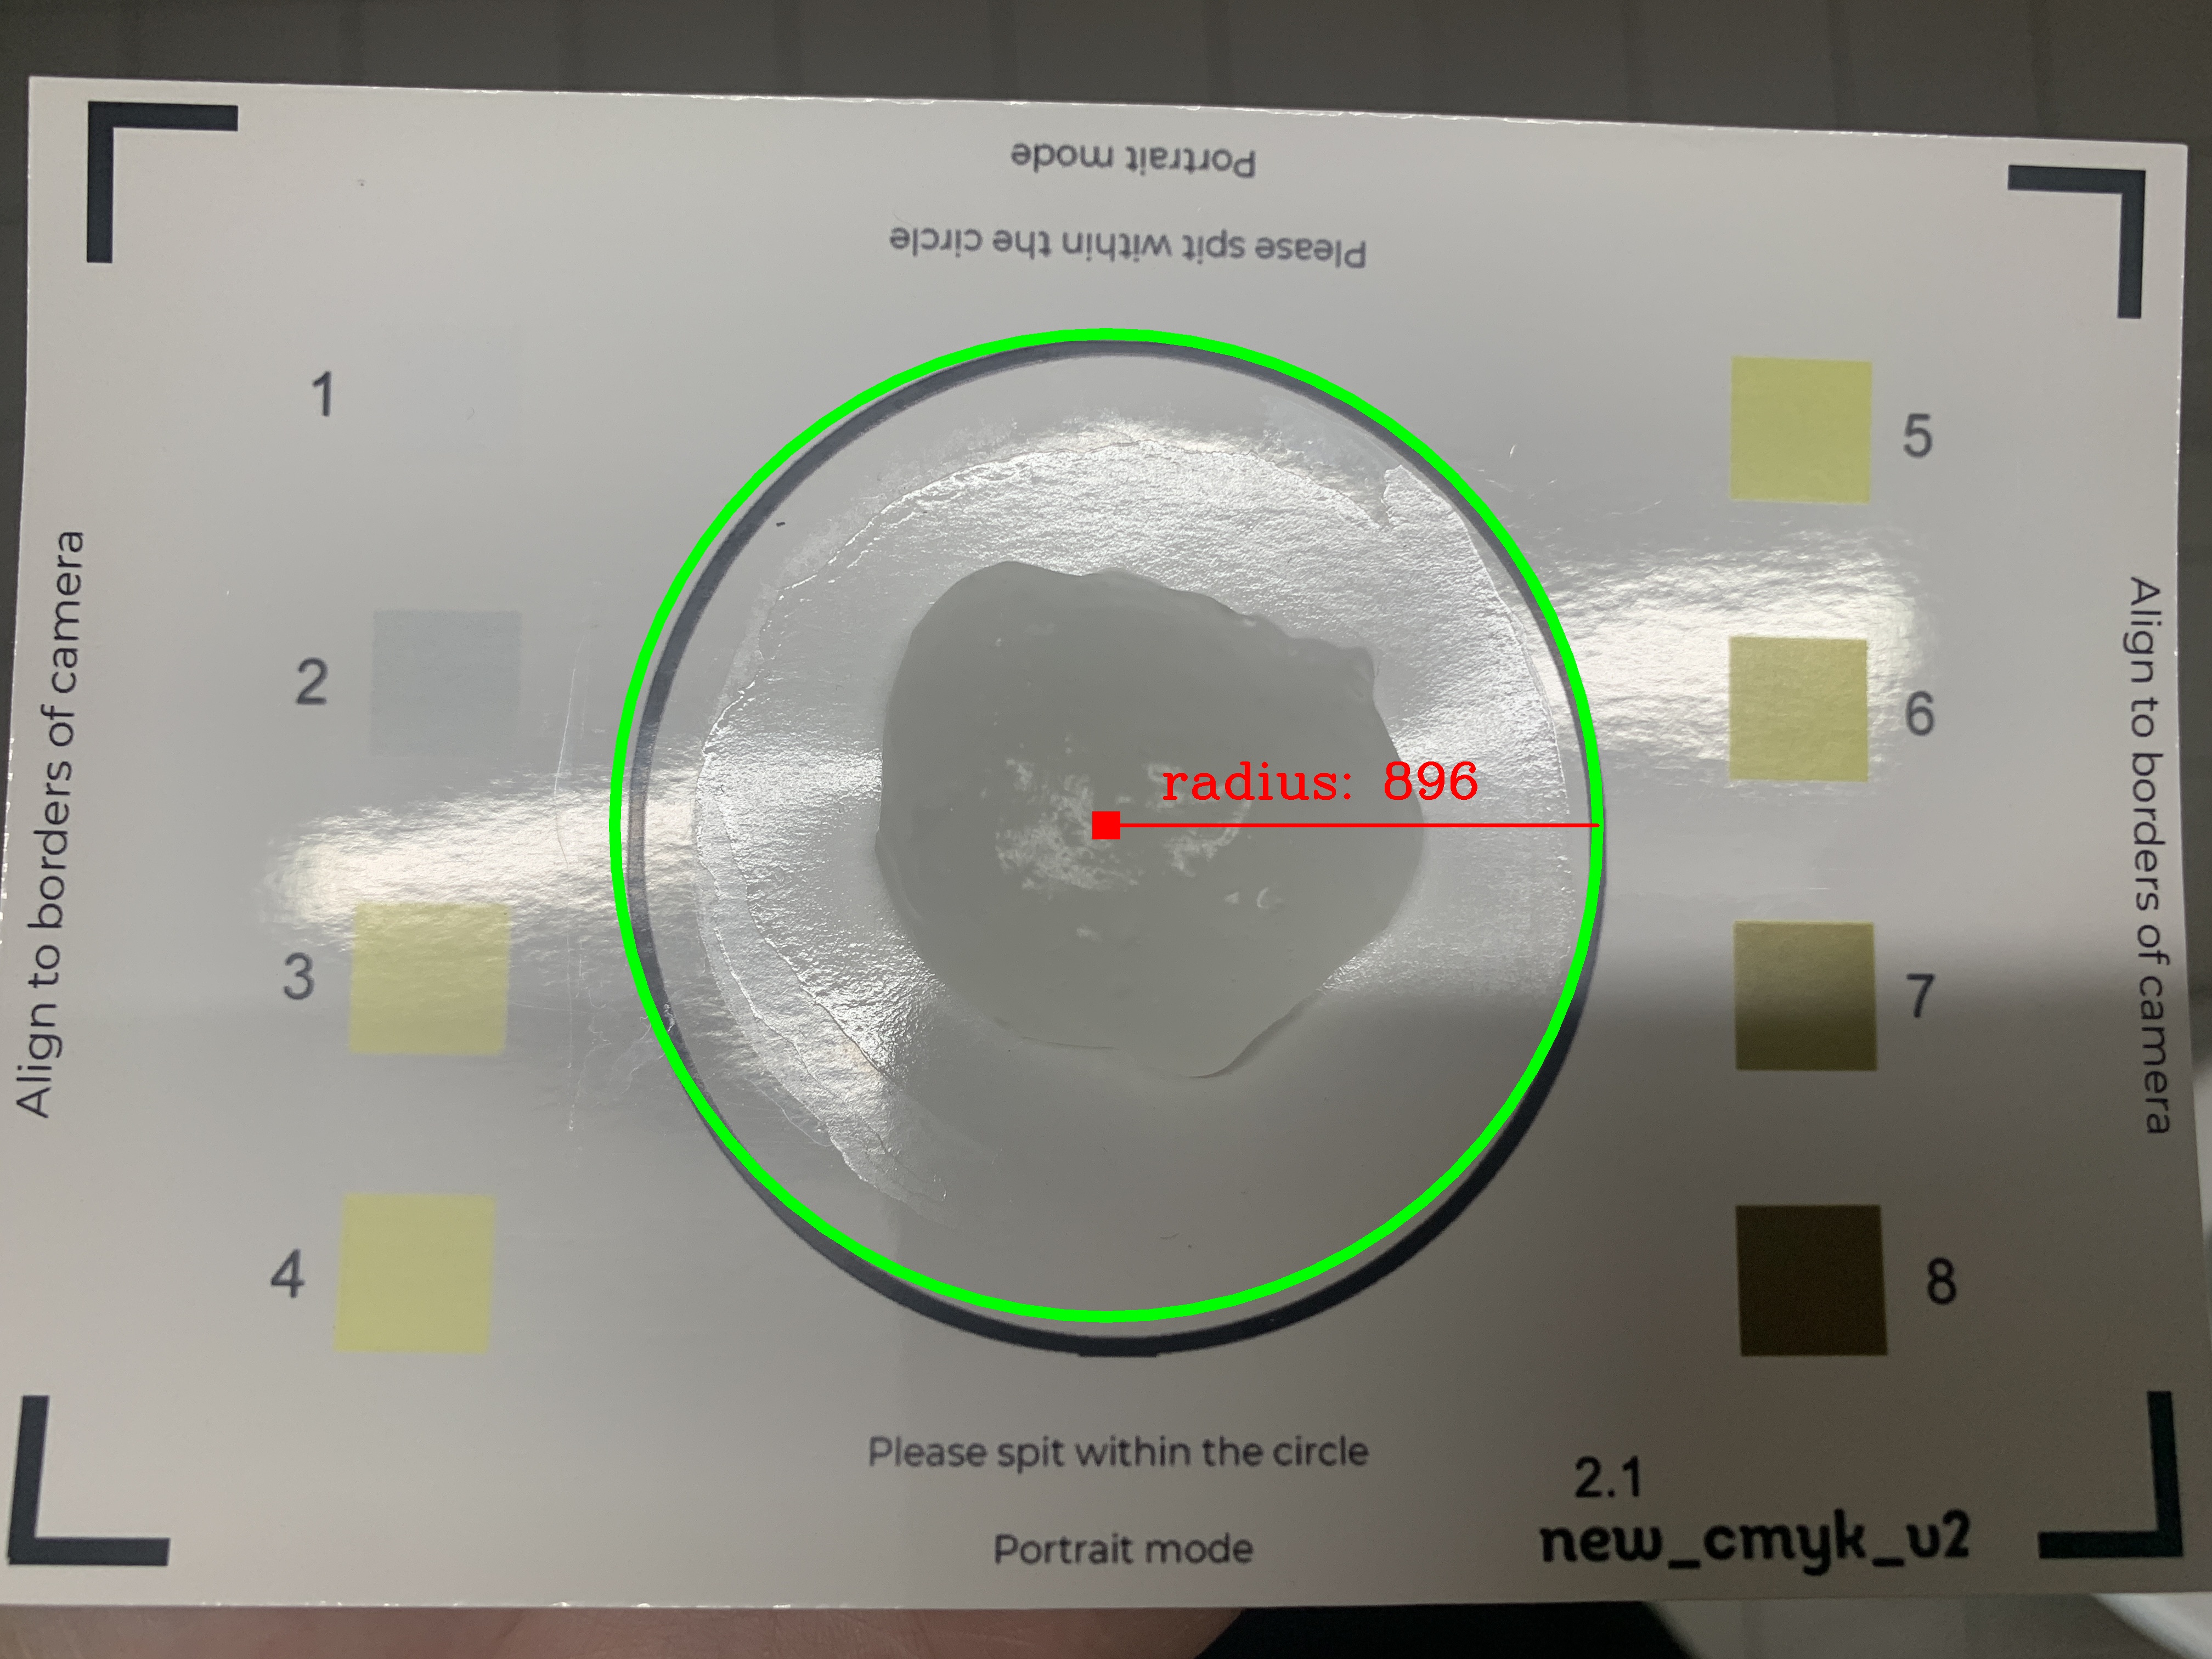 Portrait mode
Please spit within the circle
1
5
2
6
radius: 896
3
7
4
8
Align to borders of camera
Align to borders of camera
Please spit within the circle
2.1
Portrait mode
new_cmyk_v2